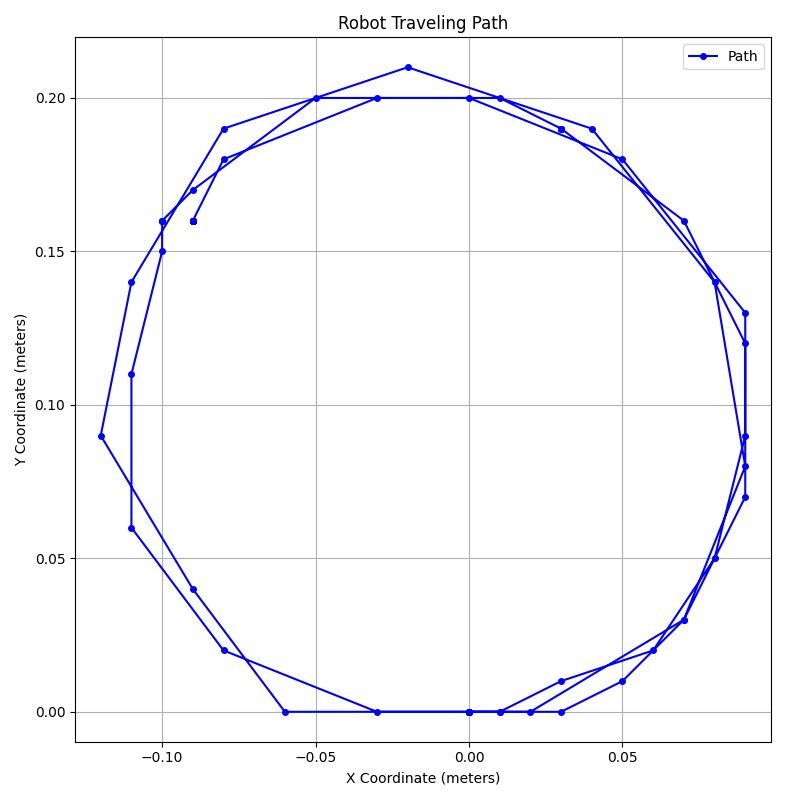 Robot Traveling Path
Path
0.20
0.15
0.10
0.05
0.00
Y Coordinate (meters)
−0.10
−0.05
0.00
0.05
X Coordinate (meters)